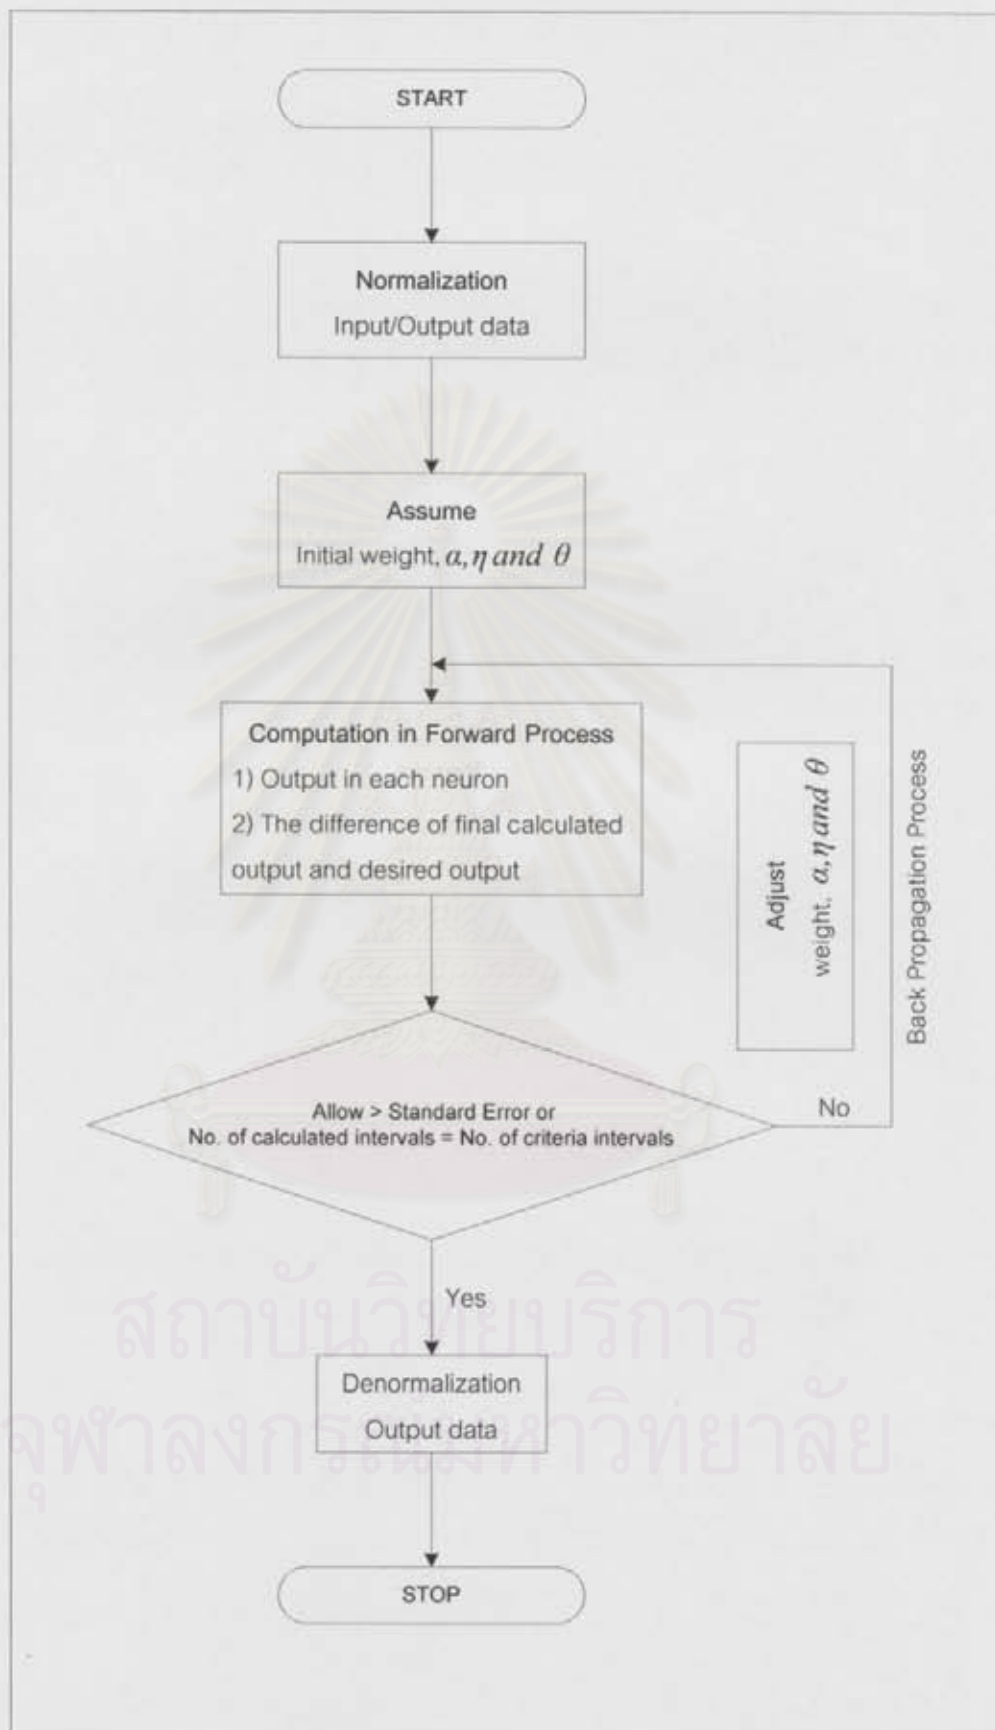 START
Normalization
Input/Output data
Assume
Initial weight, α, η and θ
Computation in Forward Process
1) Output in each neuron
2) The difference of final calculated
output and desired output
Adjust
weight, α, η and θ
Back Propagation Process
Allow > Standard Error or
No. of calculated intervals = No. of criteria intervals
No
Yes
สถาบันวิทยบริการ
Denormalization
Output data
จุฬาลงกรณ์มหาวิทยาลัย
STOP